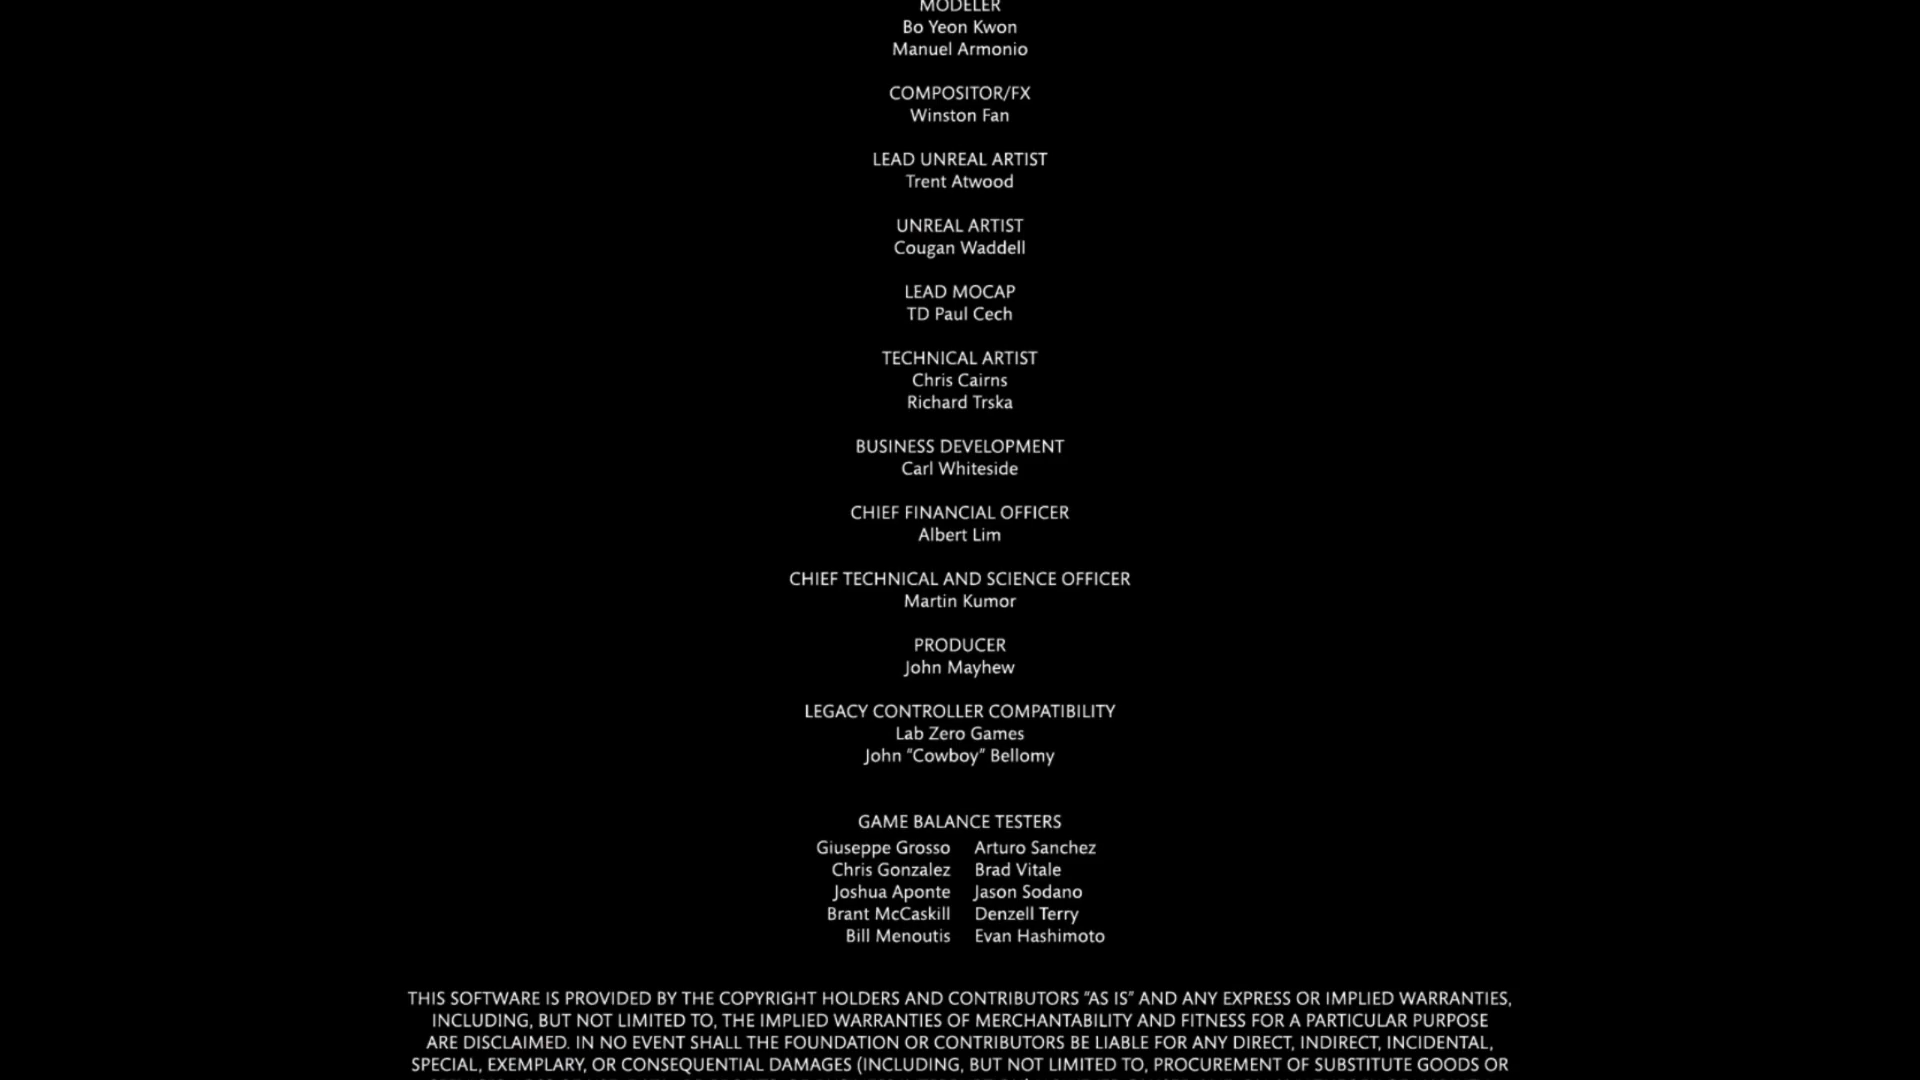 MODELER
Bo Yeon Kwon
Manuel Armonio
COMPOSITOR/FX
Winston Fan
LEAD UNREAL ARTIST
Trent Atwood
UNREAL ARTIST
Cougan Waddell
LEAD MOCAP
TD Paul Cech
TECHNICAL ARTIST
Chris Cairns
Richard Trska
BUSINESS DEVELOPMENT
Carl Whiteside
CHIEF FINANCIAL OFFICER
Albert Lim
CHIEF TECHNICAL AND SCIENCE OFFICER
Martin Kumor
PRODUCER
John Mayhew
LEGACY CONTROLLER COMPATIBILITY
Lab Zero Games
John "Cowboy" Bellomy
GAME BALANCE TESTERS
Giuseppe Grosso Arturo Sanchez
Chris Gonzalez Brad Vitale
Joshua Aponte Jason Sodano
Brant McCaskill Denzell Terry
Bill Menoutis Evan Hashimoto
THIS SOFTWARE IS PROVIDED BY THE COPYRIGHT HOLDERS AND CONTRIBUTORS "AS IS" AND ANY EXPRESS OR IMPLIED WARRANTIES,
INCLUDING, BUT NOT LIMITED TO, THE IMPLIED WARRANTIES OF MERCHANTABILITY AND FITNESS FOR A PARTICULAR PURPOSE
ARE DISCLAIMED. IN NO EVENT SHALL THE FOUNDATION OR CONTRIBUTORS BE LIABLE FOR ANY DIRECT, INDIRECT, INCIDENTAL,
SPECIAL, EXEMPLARY, OR CONSEQUENTIAL DAMAGES (INCLUDING, BUT NOT LIMITED TO, PROCUREMENT OF SUBSTITUTE GOODS OR